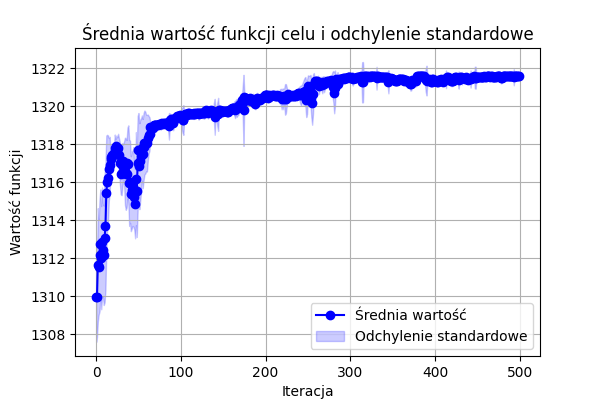 Średnia wartość funkcji celu i odchylenie standardowe
Wartość funkcji
1322
1320
1318
1316
1314
1312
1310
1308
Średnia wartość
Odchylenie standardowe
0 100 200 300 400 500
Iteracja